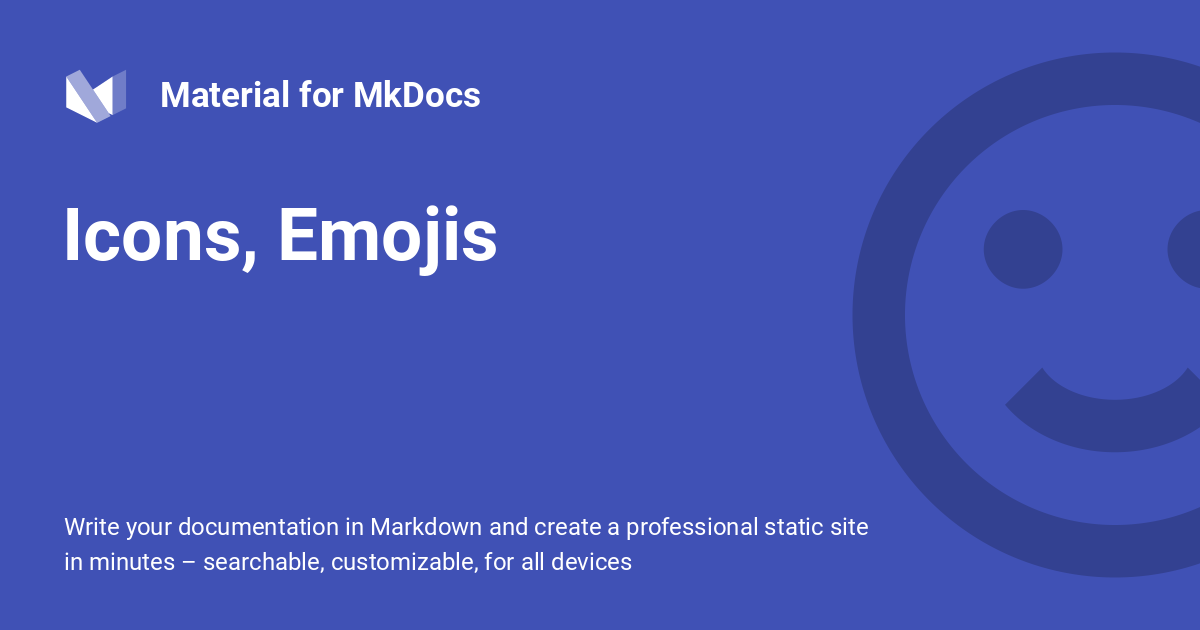 Material for MkDocs
Icons, Emojis
Write your documentation in Markdown and create a professional static site
in minutes – searchable, customizable, for all devices